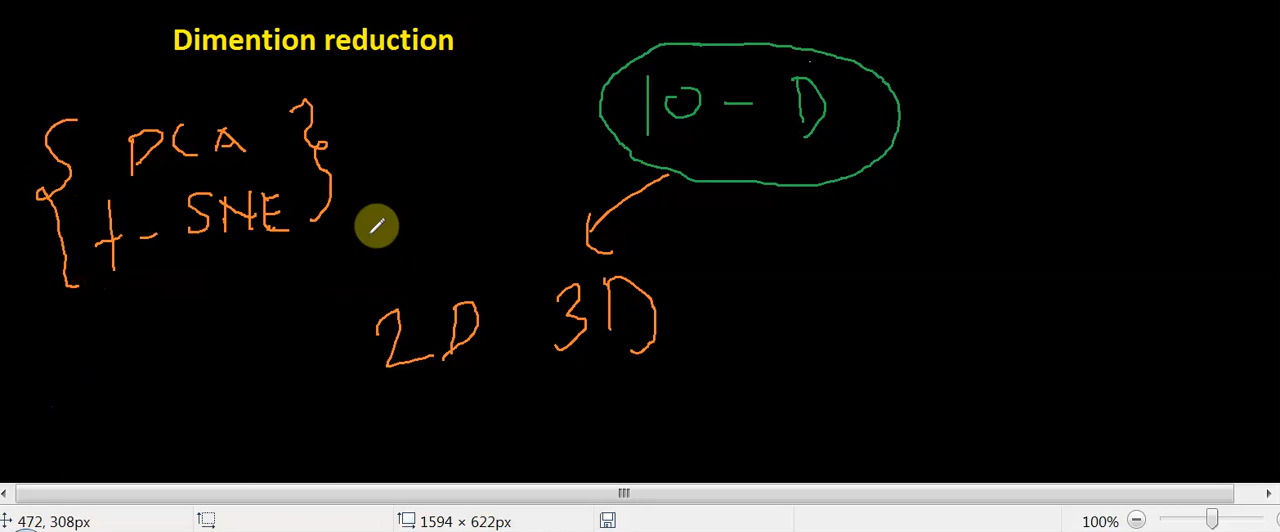 Dimention reduction
10 - D
PCA
t - SNE
2D 3D
472, 308px
1594 × 622px
100%